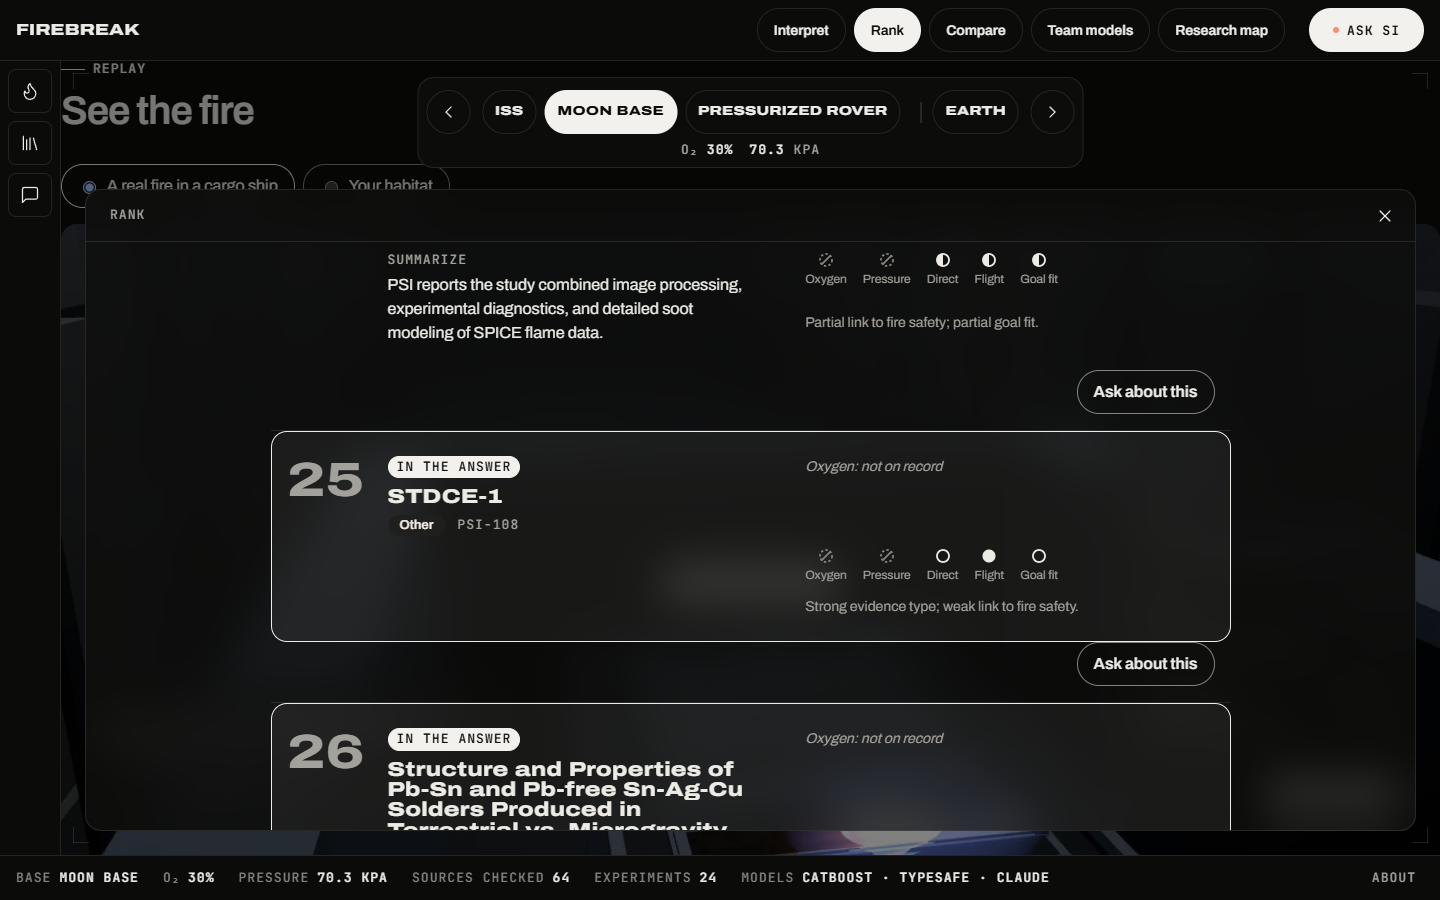 FIREBREAK
Interpret
Rank
Compare
Team models
Research map
ASK SI
REPLAY
See the fire
ISS
MOON BASE
PRESSURIZED ROVER
EARTH
O₂ 30% 70.3 KPA
A real fire in a cargo ship
Your habitat
RANK
SUMMARIZE
PSI reports the study combined image processing,
experimental diagnostics, and detailed soot
modeling of SPICE flame data.
Oxygen Pressure Direct Flight Goal fit
Partial link to fire safety; partial goal fit.
Ask about this
25
IN THE ANSWER
STDCE-1
Other PSI-108
Oxygen: not on record
Oxygen Pressure Direct Flight Goal fit
Strong evidence type; weak link to fire safety.
Ask about this
26
IN THE ANSWER
Structure and Properties of
Pb-Sn and Pb-free Sn-Ag-Cu
Solders Produced in
Terrestrial vs. Microgravity
Oxygen: not on record
BASE MOON BASE O₂ 30% PRESSURE 70.3 KPA SOURCES CHECKED 64 EXPERIMENTS 24 MODELS CATBOOST · TYPESAFE · CLAUDE ABOUT